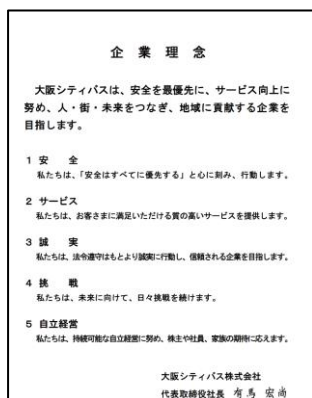 企業理念
大阪シティバスは、安全を最優先に、サービス向上に
努め、人・街・未来をつなぎ、地域に貢献する企業を
目指します。
1 安 全
私たちは、「安全はすべてに優先する」と心に刻み、行動します。
2 サービス
私たちは、お客さまに満足いただける質の高いサービスを提供します。
3 誠 実
私たちは、法令遵守はもとより誠実に行動し、信頼される企業を目指します。
4 挑 戦
私たちは、未来に向けて、日々挑戦を続けます。
5 自立経営
私たちは、持続可能な自立経営に努め、株主や社員、家族の期待に応えます。
大阪シティバス株式会社
代表取締役社長 有馬 宏尚